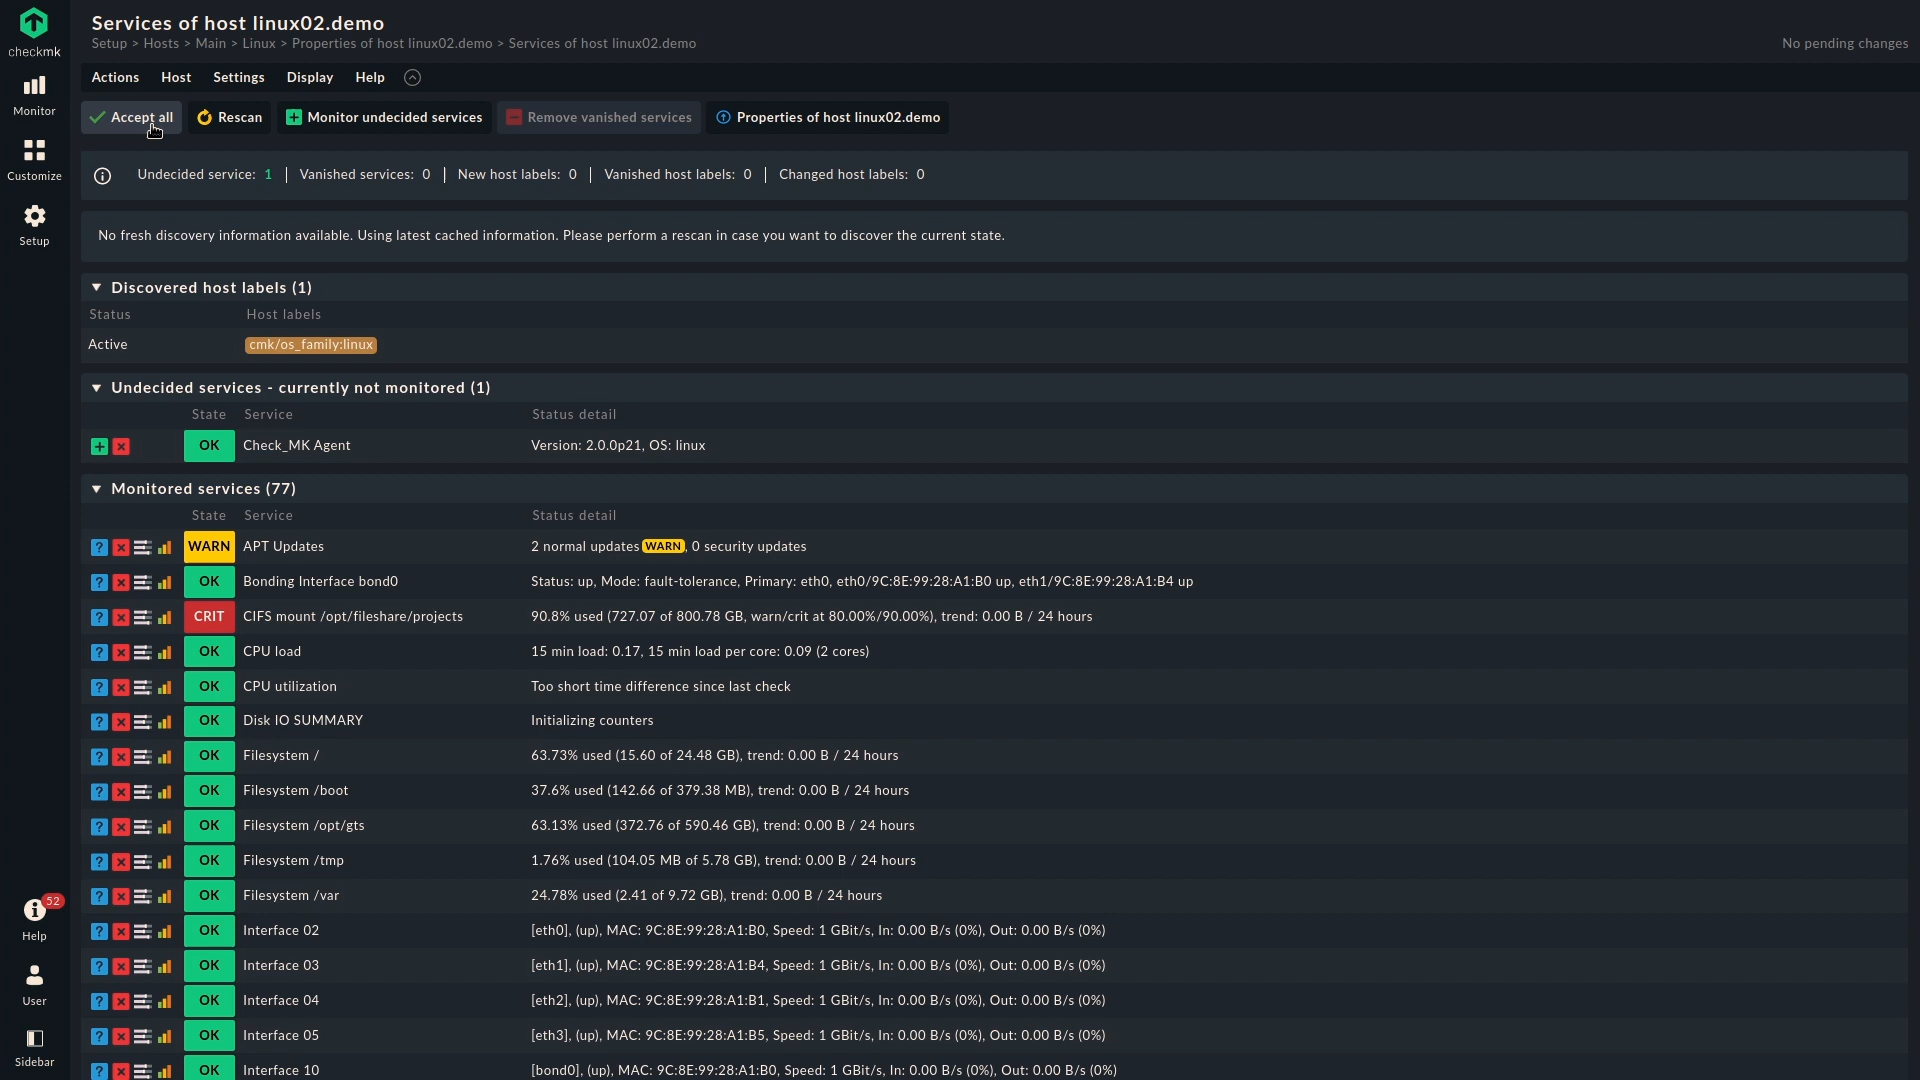 Services of host linux02.demo
Setup > Hosts > Main > Linux > Properties of host linux02.demo > Services of host linux02.demo
No pending changes
checkmk
Monitor
Customize
Setup
Actions Host Settings Display Help
Accept all Rescan Monitor undecided services Remove vanished services Properties of host linux02.demo
Undecided service: 1 | Vanished services: 0 | New host labels: 0 | Vanished host labels: 0 | Changed host labels: 0
No fresh discovery information available. Using latest cached information. Please perform a rescan in case you want to discover the current state.
Discovered host labels (1)
Status Host labels
Active cmk/os_family:linux
Undecided services - currently not monitored (1)
State Service Status detail
OK Check_MK Agent Version: 2.0.0p21, OS: linux
Monitored services (77)
State Service Status detail
? WARN APT Updates 2 normal updates WARN, 0 security updates
? OK Bonding Interface bond0 Status: up, Mode: fault-tolerance, Primary: eth0, eth0/9C:8E:99:28:A1:B0 up, eth1/9C:8E:99:28:A1:B4 up
? CRIT CIFS mount /opt/fileshare/projects 90.8% used (727.07 of 800.78 GB, warn/crit at 80.00%/90.00%), trend: 0.00 B / 24 hours
? OK CPU load 15 min load: 0.17, 15 min load per core: 0.09 (2 cores)
? OK CPU utilization Too short time difference since last check
? OK Disk IO SUMMARY Initializing counters
? OK Filesystem / 63.73% used (15.60 of 24.48 GB), trend: 0.00 B / 24 hours
? OK Filesystem /boot 37.6% used (142.66 of 379.38 MB), trend: 0.00 B / 24 hours
? OK Filesystem /opt/gts 63.13% used (372.76 of 590.46 GB), trend: 0.00 B / 24 hours
? OK Filesystem /tmp 1.76% used (104.05 MB of 5.78 GB), trend: 0.00 B / 24 hours
? OK Filesystem /var 24.78% used (2.41 of 9.72 GB), trend: 0.00 B / 24 hours
? OK Interface 02 [eth0], (up), MAC: 9C:8E:99:28:A1:B0, Speed: 1 GBit/s, In: 0.00 B/s (0%), Out: 0.00 B/s (0%)
? OK Interface 03 [eth1], (up), MAC: 9C:8E:99:28:A1:B4, Speed: 1 GBit/s, In: 0.00 B/s (0%), Out: 0.00 B/s (0%)
? OK Interface 04 [eth2], (up), MAC: 9C:8E:99:28:A1:B1, Speed: 1 GBit/s, In: 0.00 B/s (0%), Out: 0.00 B/s (0%)
? OK Interface 05 [eth3], (up), MAC: 9C:8E:99:28:A1:B5, Speed: 1 GBit/s, In: 0.00 B/s (0%), Out: 0.00 B/s (0%)
? OK Interface 10 [bond0], (up), MAC: 9C:8E:99:28:A1:B0, Speed: 1 GBit/s, In: 0.00 B/s (0%), Out: 0.00 B/s (0%)
52
Help
User
Sidebar